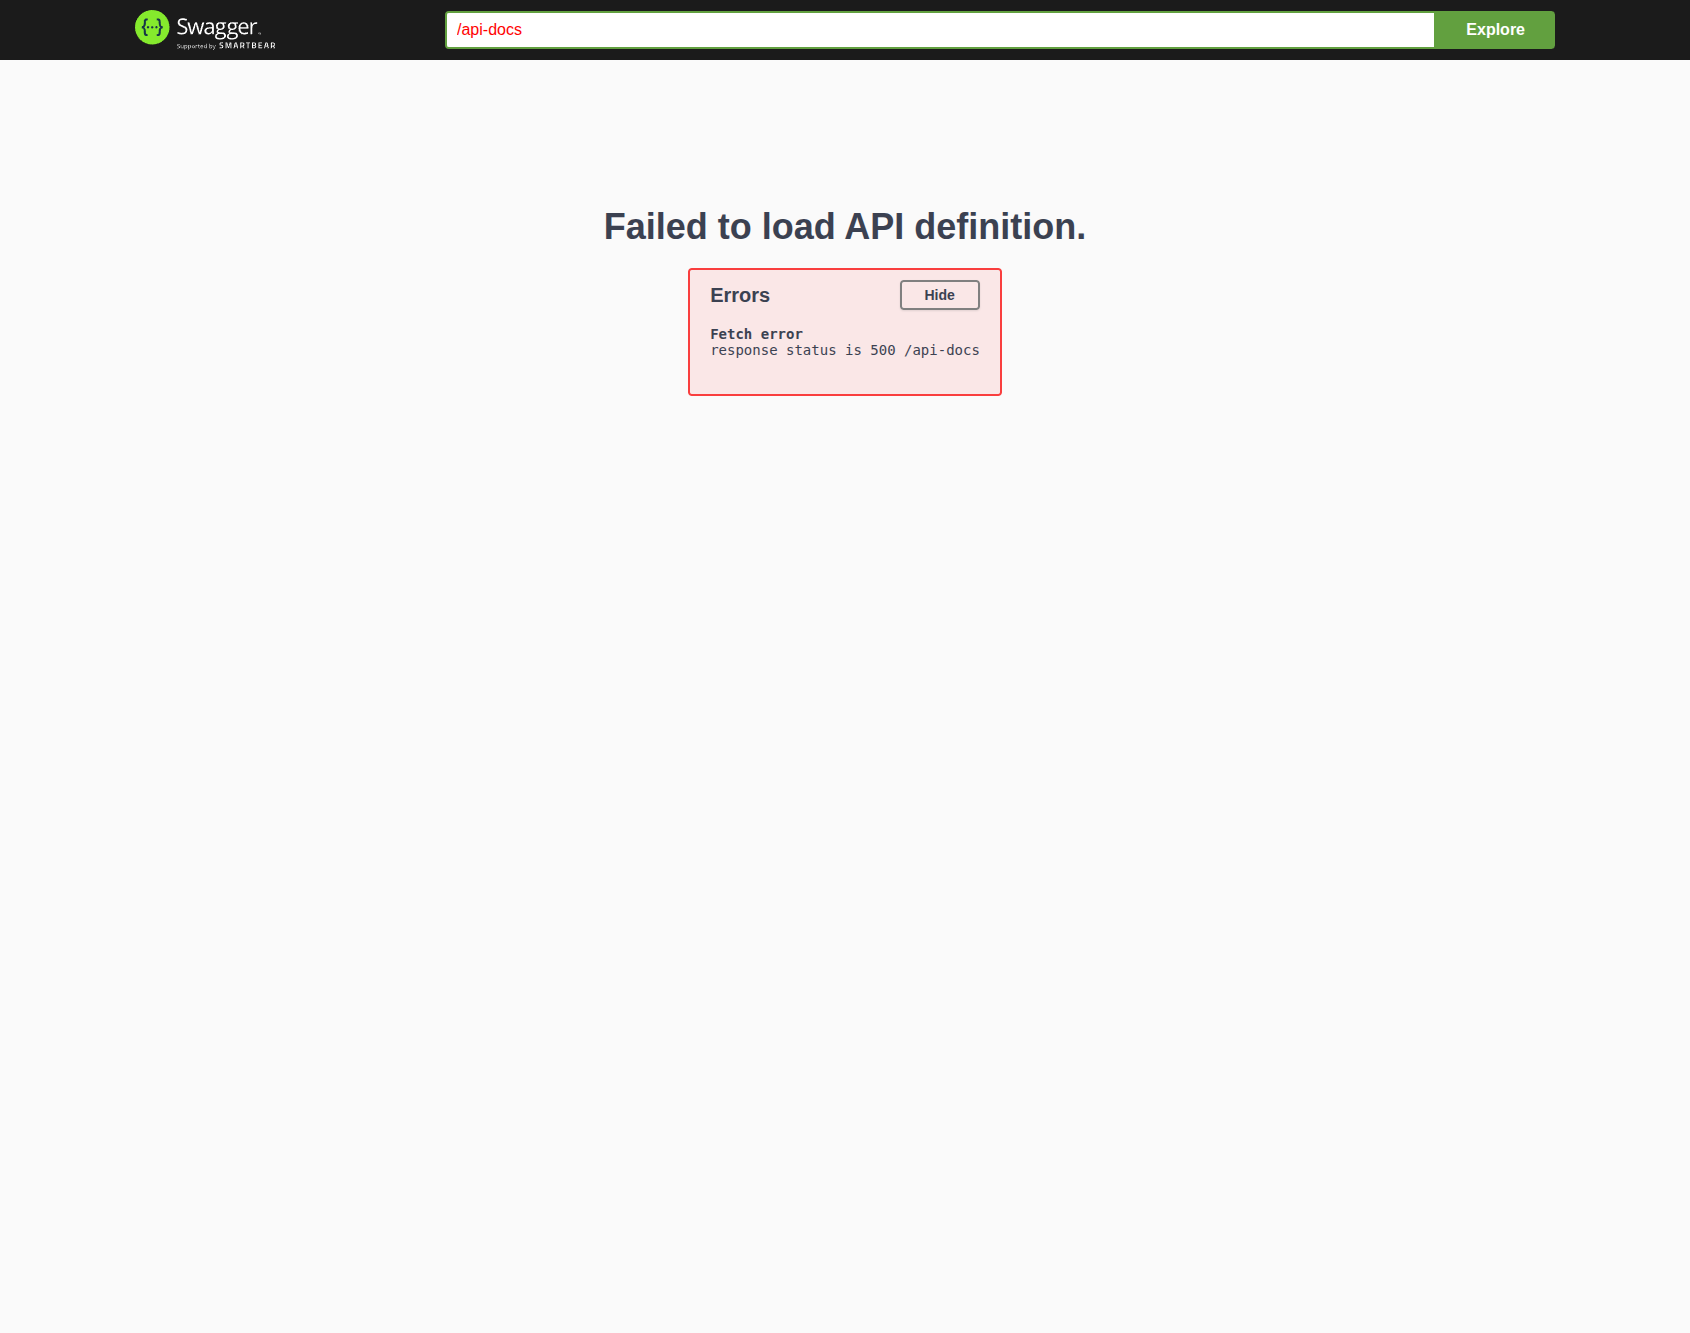 Swagger
Supported by SMARTBEAR
/api-docs
Explore
Failed to load API definition.
Errors
Hide
Fetch error
response status is 500 /api-docs